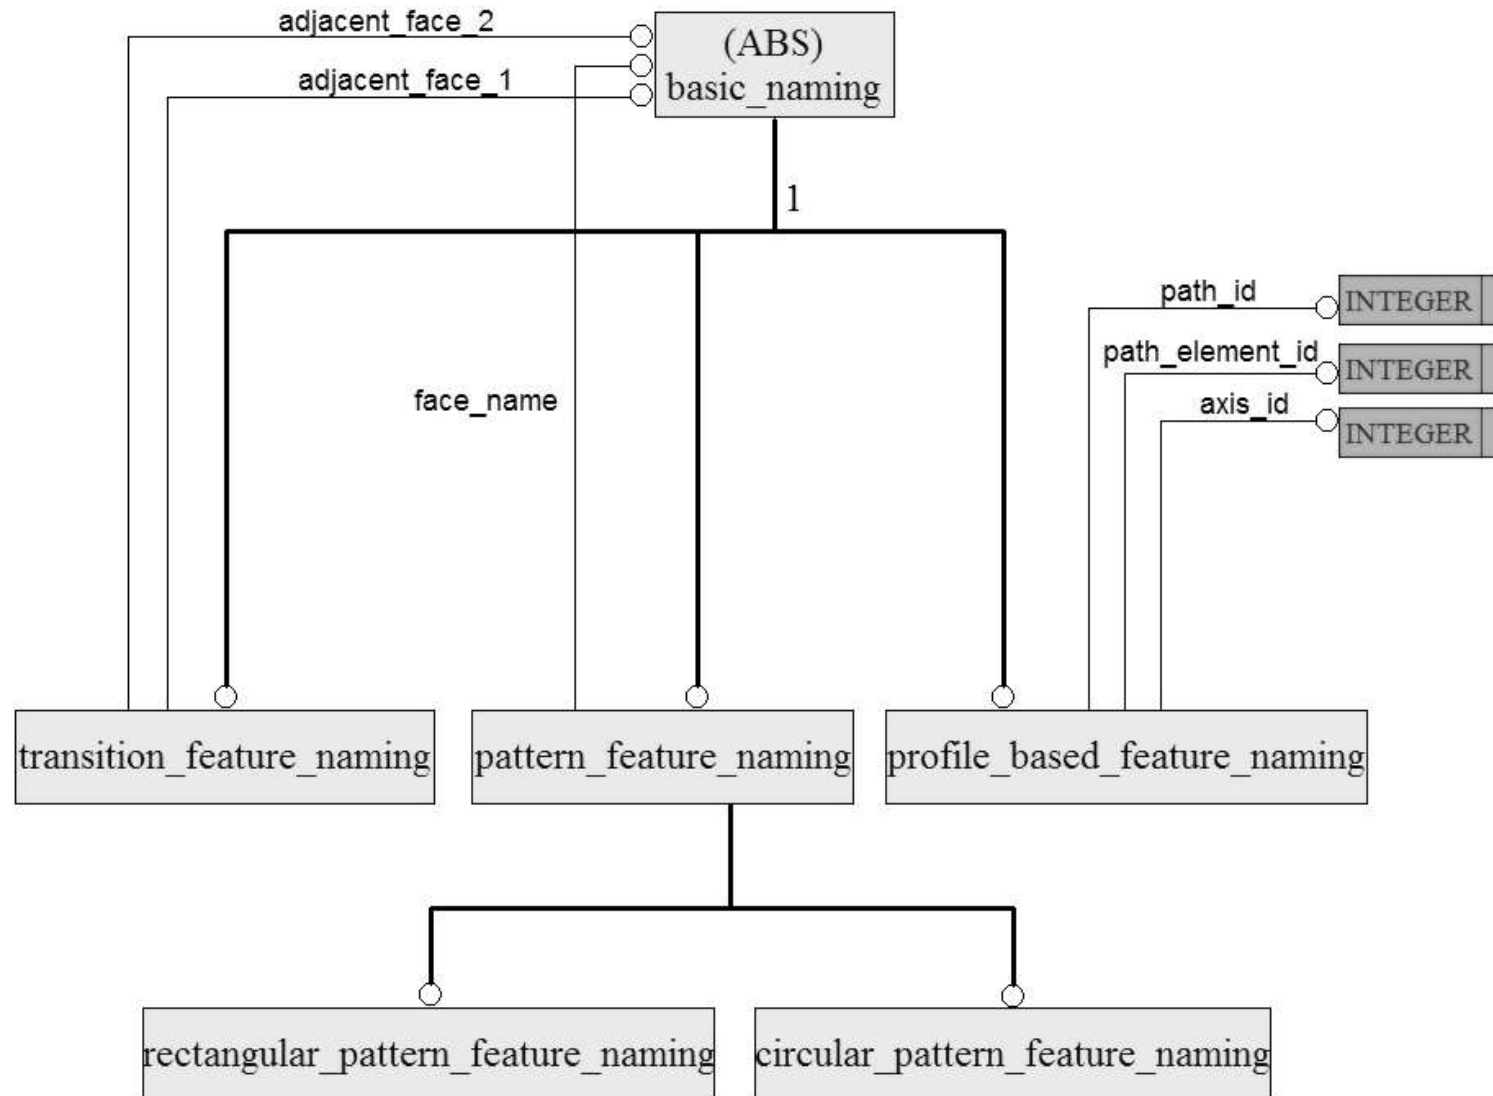 adjacent_face_2
(ABS)
basic_naming
adjacent_face_1
1
path_id
INTEGER
path_element_id
INTEGER
axis_id
INTEGER
face_name
transition_feature_naming
pattern_feature_naming
profile_based_feature_naming
rectangular_pattern_feature_naming
circular_pattern_feature_naming